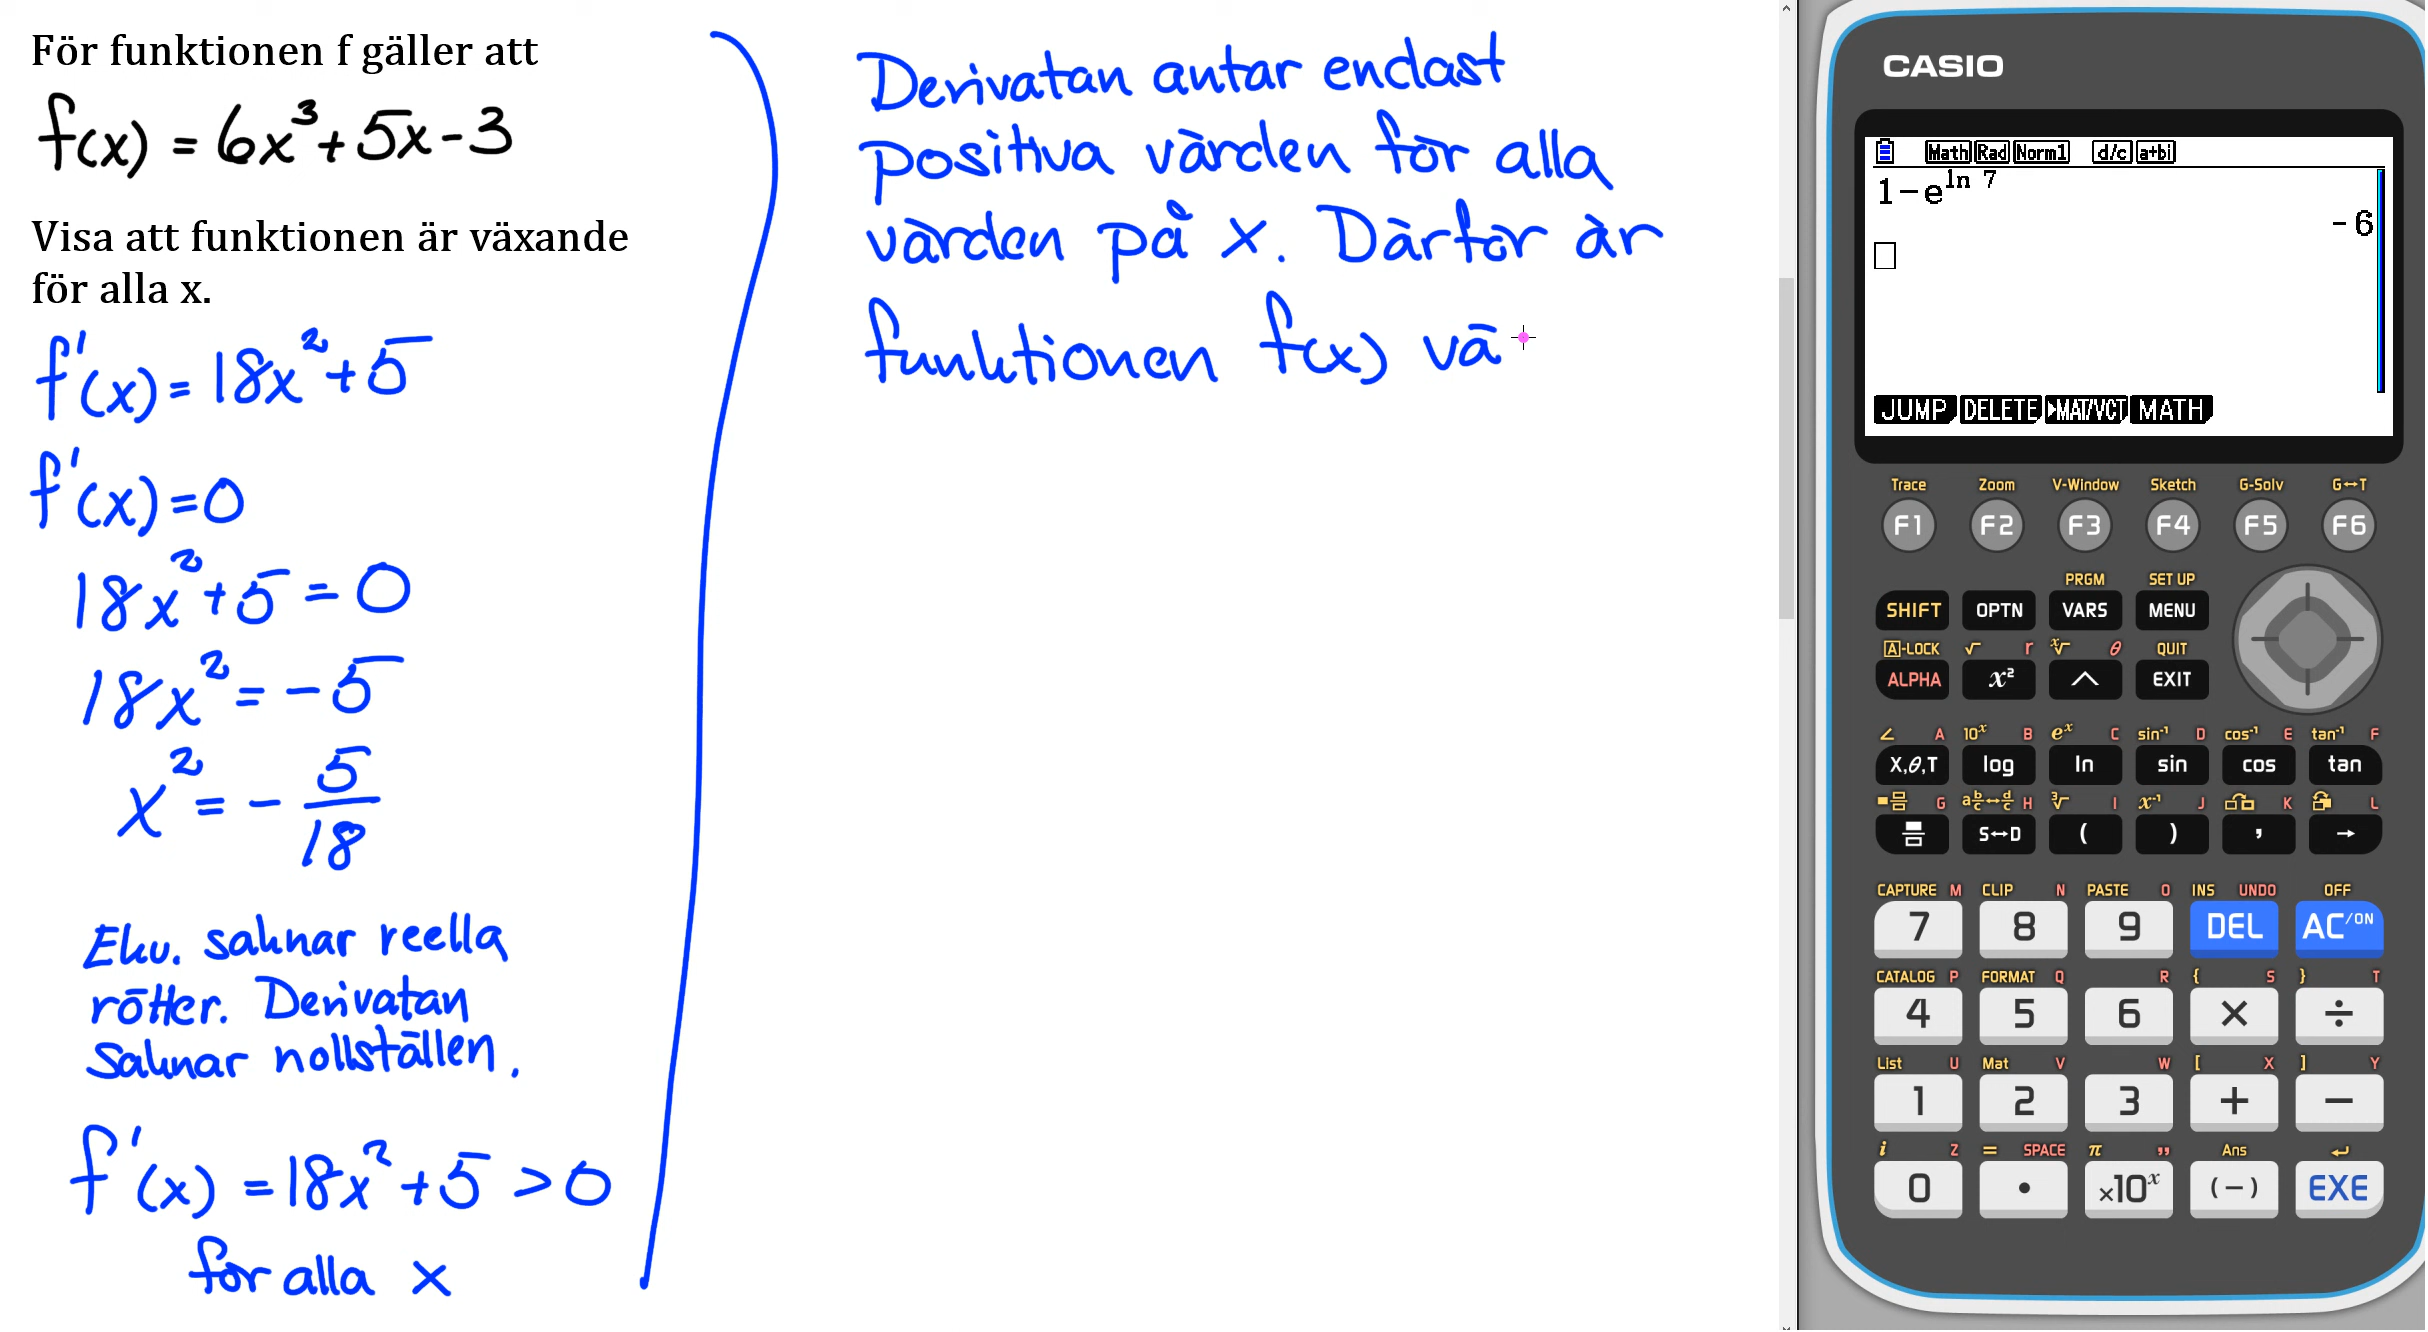 För funktionen f gäller att
f(x) = 6x³+5x-3
Visa att funktionen är växande
för alla x.
f'(x) = 18x²+5
f'(x)=0
18x²+5 = 0
18x² = -5
x² = - 5/18
Ekv. saknar reella
rötter. Derivatan
saknar nollställen.
f'(x) = 18x²+5 >0
för alla x
Derivatan antar endast
positiva värden för alla
värden på x. Därför är
funktionen f(x) vä
CASIO
Math Rad Norm1 d/c a+bi
1-e^ln 7
-6
JUMP DELETE ►MAT/VCT MATH
Trace Zoom V-Window Sketch G-Solv G↔T
F1 F2 F3 F4 F5 F6
PRGM SET UP
SHIFT OPTN VARS MENU
A-LOCK √ r ˣ√ θ QUIT
ALPHA x² ^ EXIT
∠ A 10ˣ B eˣ C sin⁻¹ D cos⁻¹ E tan⁻¹ F
X,θ,T log ln sin cos tan
G a b/c↔d/c H ³√ I x⁻¹ J K L
S↔D ( ) , →
CAPTURE M CLIP N PASTE O INS UNDO OFF
7 8 9 DEL AC/ON
CATALOG P FORMAT Q R { S } T
4 5 6 × ÷
List U Mat V W [ X ] Y
1 2 3 + −
i Z = SPACE π " Ans ↵
0 • ×10ˣ (−) EXE